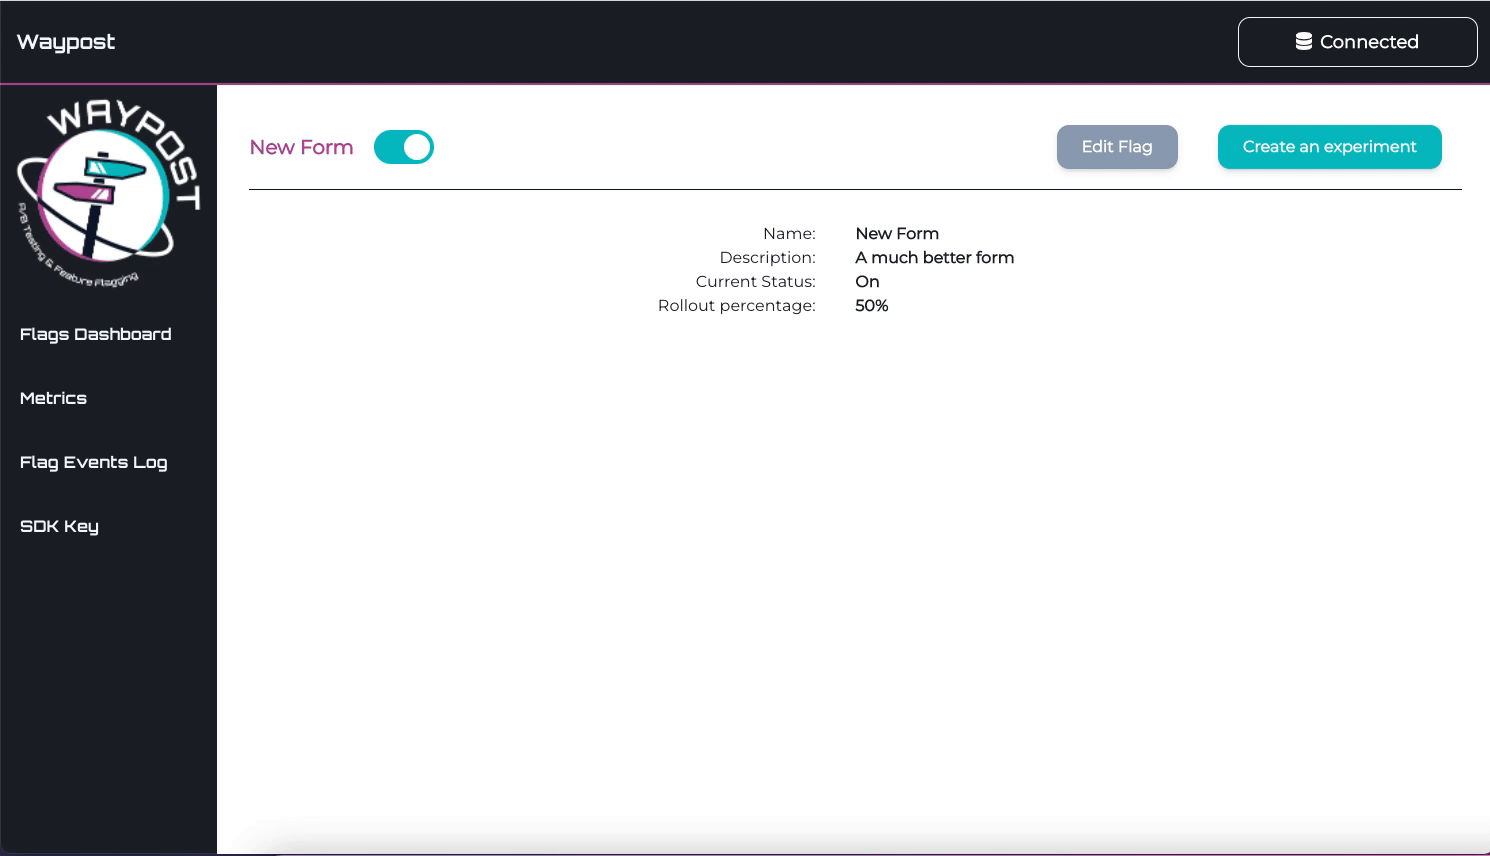 Waypost
Connected
WAYPOST
A/B Testing & Feature Flagging
New Form
Edit Flag
Create an experiment
Name: New Form
Description: A much better form
Current Status: On
Rollout percentage: 50%
Flags Dashboard
Metrics
Flag Events Log
SDK Key